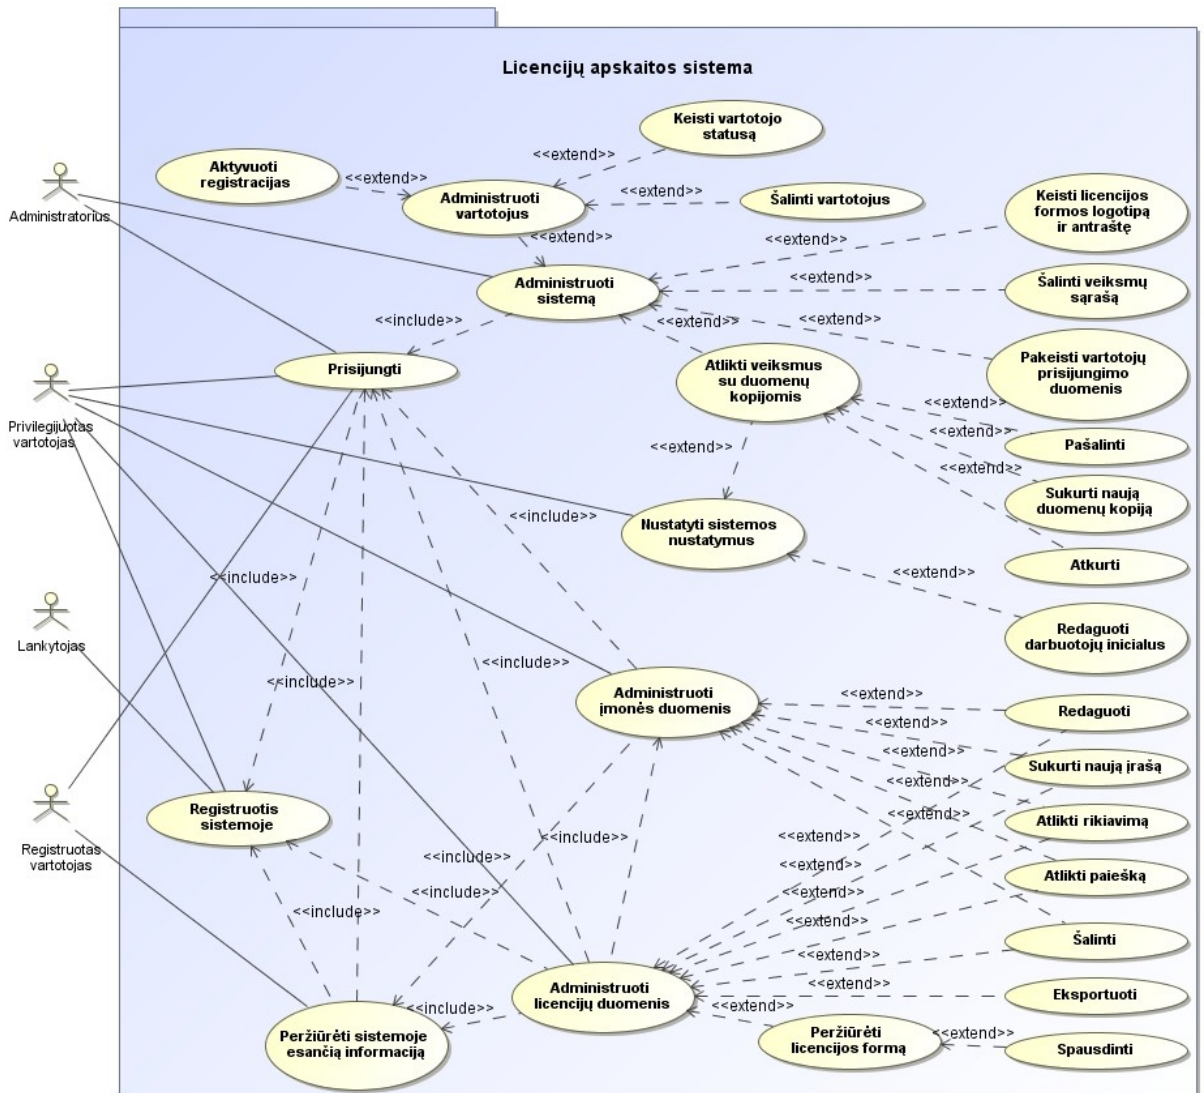 Licencijų apskaitos sistema
Keisti vartotojo
statusą
Aktyvuoti
registracijas
<<extend>>
<<extend>>
Administruoti
vartotojus
<<extend>>
Šalinti vartotojus
Keisti licencijos
formos logotipą
ir antraštę
Administratorius
<<extend>>
<<extend>>
Administruoti
sistemą
<<extend>>
Šalinti veiksmų
sąrašą
<<include>>
<<extend>>
<<extend>>
Prisijungti
Atlikti veiksmus
su duomenų
kopijomis
Pakeisti vartotojų
prisijungimo
duomenis
Privilegijuotas
vartotojas
<<extend>>
<<extend>>
Pašalinti
<<extend>>
<<extend>>
Sukurti naują
duomenų kopiją
<<include>>
Nustatyti sistemos
nustatymus
Atkurti
<<include>>
<<extend>>
Lankytojas
Redaguoti
darbuotojų inicialus
<<include>>
<<include>>
Administruoti
įmonės duomenis
<<extend>>
Redaguoti
<<extend>>
<<extend>>
Sukurti naują įrašą
<<extend>>
Registruotis
sistemoje
<<extend>>
Atlikti rikiavimą
Registruotas
vartotojas
<<include>>
<<include>>
<<extend>>
<<extend>>
<<extend>>
Atlikti paiešką
<<include>>
<<extend>>
<<include>>
<<extend>>
Šalinti
<<extend>>
Administruoti
licencijų duomenis
<<extend>>
Eksportuoti
<<include>>
<<extend>>
Peržiūrėti sistemoje
esančią informaciją
Peržiūrėti
licencijos formą
<<extend>>
Spausdinti